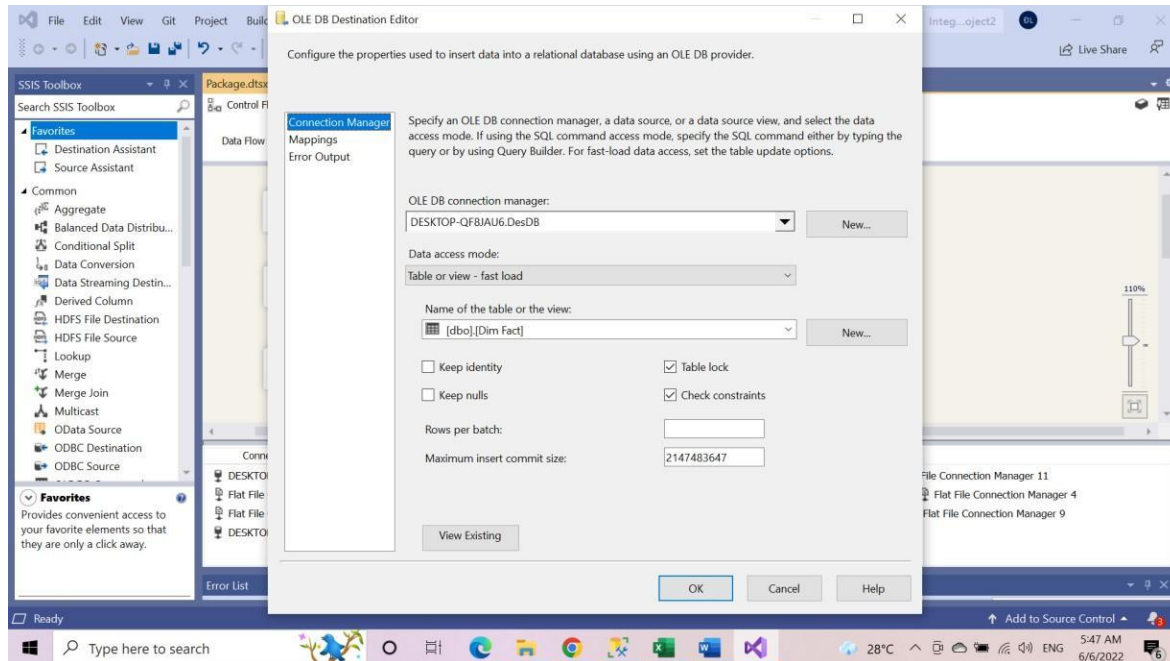 File Edit View Git Project Build
OLE DB Destination Editor
Integ...oject2
ĐL
Live Share
Configure the properties used to insert data into a relational database using an OLE DB provider.
SSIS Toolbox
Search SSIS Toolbox
Favorites
Destination Assistant
Source Assistant
Common
Aggregate
Balanced Data Distribu...
Conditional Split
Data Conversion
Data Streaming Destin...
Derived Column
HDFS File Destination
HDFS File Source
Lookup
Merge
Merge Join
Multicast
OData Source
ODBC Destination
ODBC Source
Favorites
Provides convenient access to
your favorite elements so that
they are only a click away.
Package.dtsx
Control F
Data Flow
Connection Manager
Mappings
Error Output
Specify an OLE DB connection manager, a data source, or a data source view, and select the data
access mode. If using the SQL command access mode, specify the SQL command either by typing the
query or by using Query Builder. For fast-load data access, set the table update options.
OLE DB connection manager:
DESKTOP-QF8JAU6.DesDB
New...
Data access mode:
Table or view - fast load
Name of the table or the view:
[dbo].[Dim Fact]
New...
Keep identity
Table lock
Keep nulls
Check constraints
Rows per batch:
Maximum insert commit size:
2147483647
View Existing
OK Cancel Help
110%
Conn
DESKTO
Flat File
Flat File
DESKTO
File Connection Manager 11
Flat File Connection Manager 4
Flat File Connection Manager 9
Error List
Ready
Add to Source Control
3
Type here to search
28°C
ENG
5:47 AM
6/6/2022
6